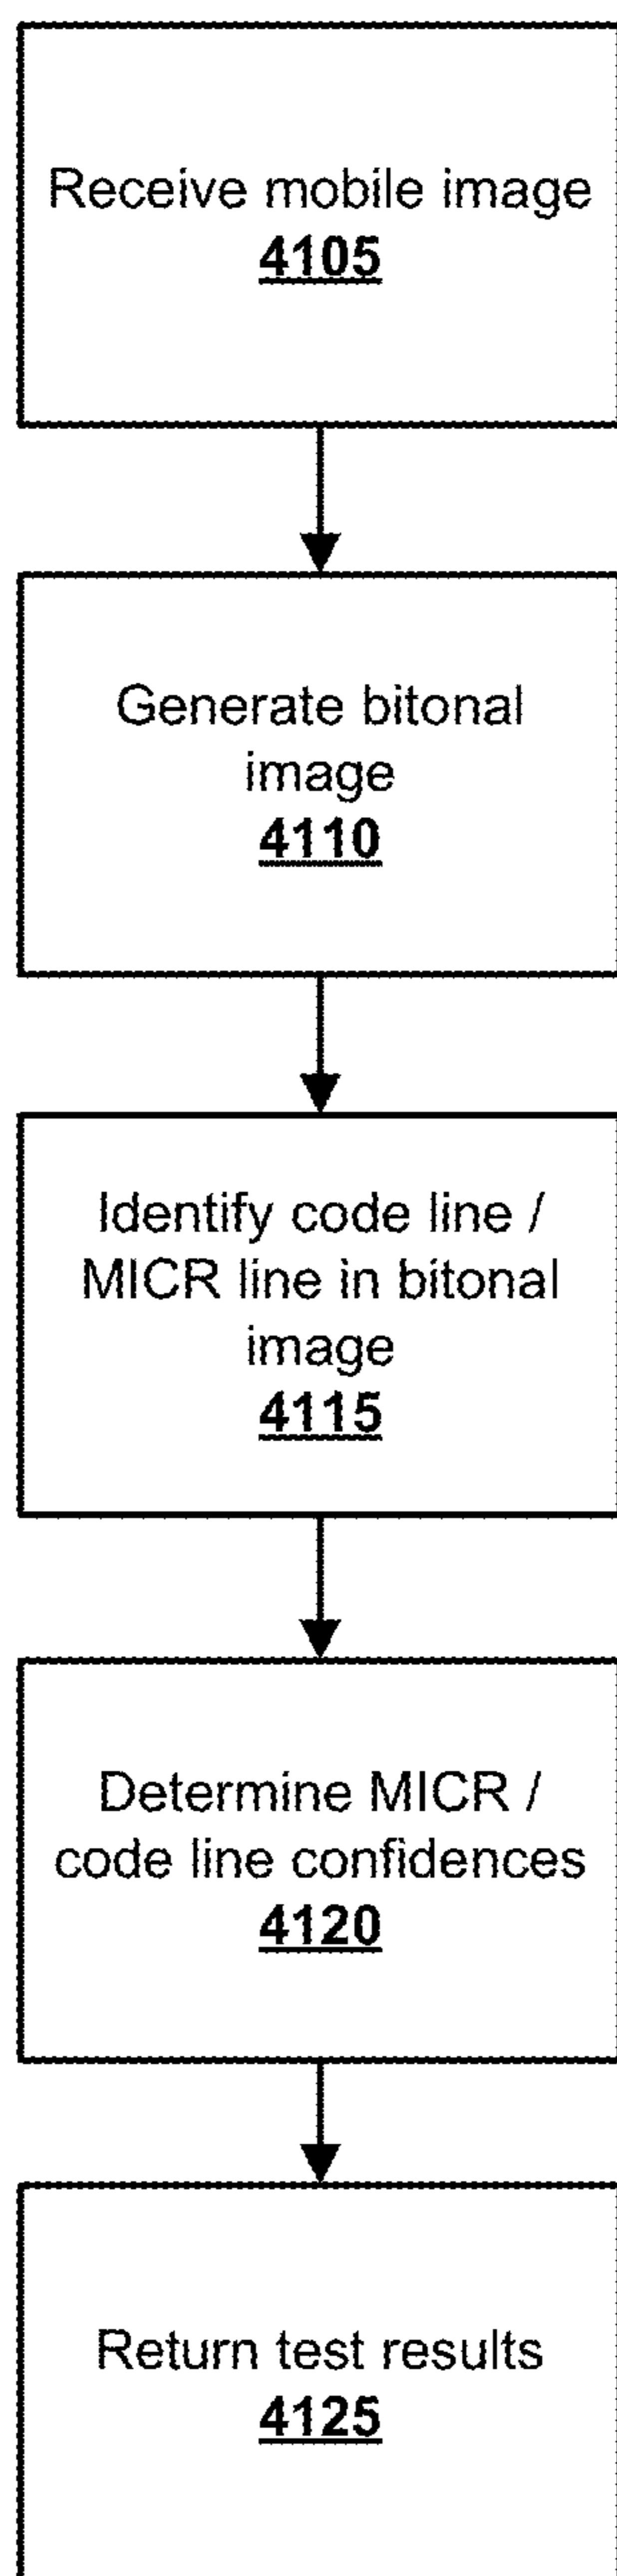 Receive mobile image
4105
Generate bitonal
image
4110
Identify code line /
MICR line in bitonal
image
4115
Determine MICR /
code line confidences
4120
Return test results
4125